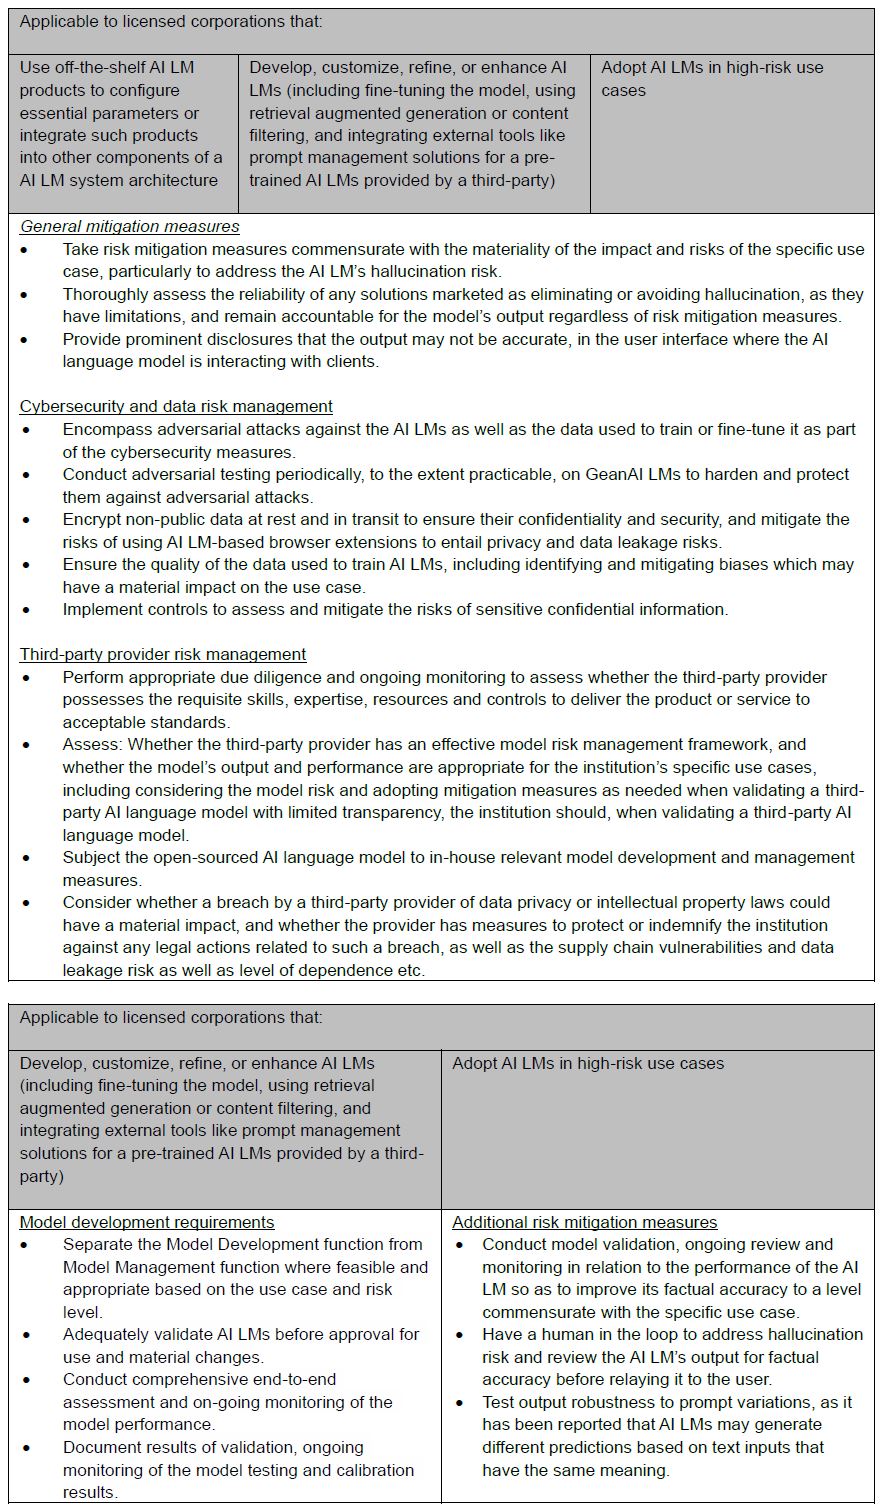 Applicable to licensed corporations that:
Use off-the-shelf AI LM
products to configure
essential parameters or
integrate such products
into other components of a
AI LM system architecture
Develop, customize, refine, or enhance AI
LMs (including fine-tuning the model, using
retrieval augmented generation or content
filtering, and integrating external tools like
prompt management solutions for a pre-
trained AI LMs provided by a third-party)
Adopt AI LMs in high-risk use
cases
General mitigation measures
• Take risk mitigation measures commensurate with the materiality of the impact and risks of the specific use
case, particularly to address the AI LM's hallucination risk.
• Thoroughly assess the reliability of any solutions marketed as eliminating or avoiding hallucination, as they
have limitations, and remain accountable for the model's output regardless of risk mitigation measures.
• Provide prominent disclosures that the output may not be accurate, in the user interface where the AI
language model is interacting with clients.
Cybersecurity and data risk management
• Encompass adversarial attacks against the AI LMs as well as the data used to train or fine-tune it as part
of the cybersecurity measures.
• Conduct adversarial testing periodically, to the extent practicable, on GeanAI LMs to harden and protect
them against adversarial attacks.
• Encrypt non-public data at rest and in transit to ensure their confidentiality and security, and mitigate the
risks of using AI LM-based browser extensions to entail privacy and data leakage risks.
• Ensure the quality of the data used to train AI LMs, including identifying and mitigating biases which may
have a material impact on the use case.
• Implement controls to assess and mitigate the risks of sensitive confidential information.
Third-party provider risk management
• Perform appropriate due diligence and ongoing monitoring to assess whether the third-party provider
possesses the requisite skills, expertise, resources and controls to deliver the product or service to
acceptable standards.
• Assess: Whether the third-party provider has an effective model risk management framework, and
whether the model's output and performance are appropriate for the institution's specific use cases,
including considering the model risk and adopting mitigation measures as needed when validating a third-
party AI language model with limited transparency, the institution should, when validating a third-party AI
language model.
• Subject the open-sourced AI language model to in-house relevant model development and management
measures.
• Consider whether a breach by a third-party provider of data privacy or intellectual property laws could
have a material impact, and whether the provider has measures to protect or indemnify the institution
against any legal actions related to such a breach, as well as the supply chain vulnerabilities and data
leakage risk as well as level of dependence etc.
Applicable to licensed corporations that:
Develop, customize, refine, or enhance AI LMs
(including fine-tuning the model, using retrieval
augmented generation or content filtering, and
integrating external tools like prompt management
solutions for a pre-trained AI LMs provided by a third-
party)
Adopt AI LMs in high-risk use cases
Model development requirements
• Separate the Model Development function from
Model Management function where feasible and
appropriate based on the use case and risk
level.
• Adequately validate AI LMs before approval for
use and material changes.
• Conduct comprehensive end-to-end
assessment and on-going monitoring of the
model performance.
• Document results of validation, ongoing
monitoring of the model testing and calibration
results.
Additional risk mitigation measures
• Conduct model validation, ongoing review and
monitoring in relation to the performance of the AI
LM so as to improve its factual accuracy to a level
commensurate with the specific use case.
• Have a human in the loop to address hallucination
risk and review the AI LM's output for factual
accuracy before relaying it to the user.
• Test output robustness to prompt variations, as it
has been reported that AI LMs may generate
different predictions based on text inputs that
have the same meaning.